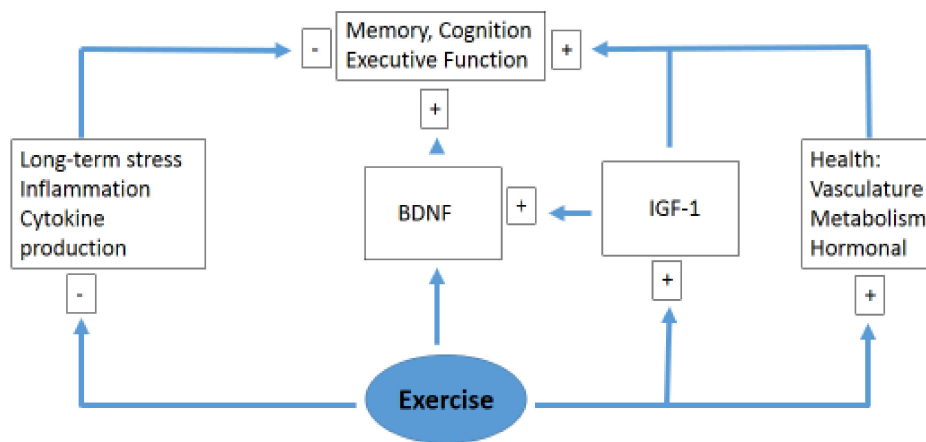 Memory, Cognition
Executive Function
-
+
+
Long-term stress
Inflammation
Cytokine
production
-
BDNF
+
IGF-1
+
Health:
Vasculature
Metabolism
Hormonal
+
Exercise